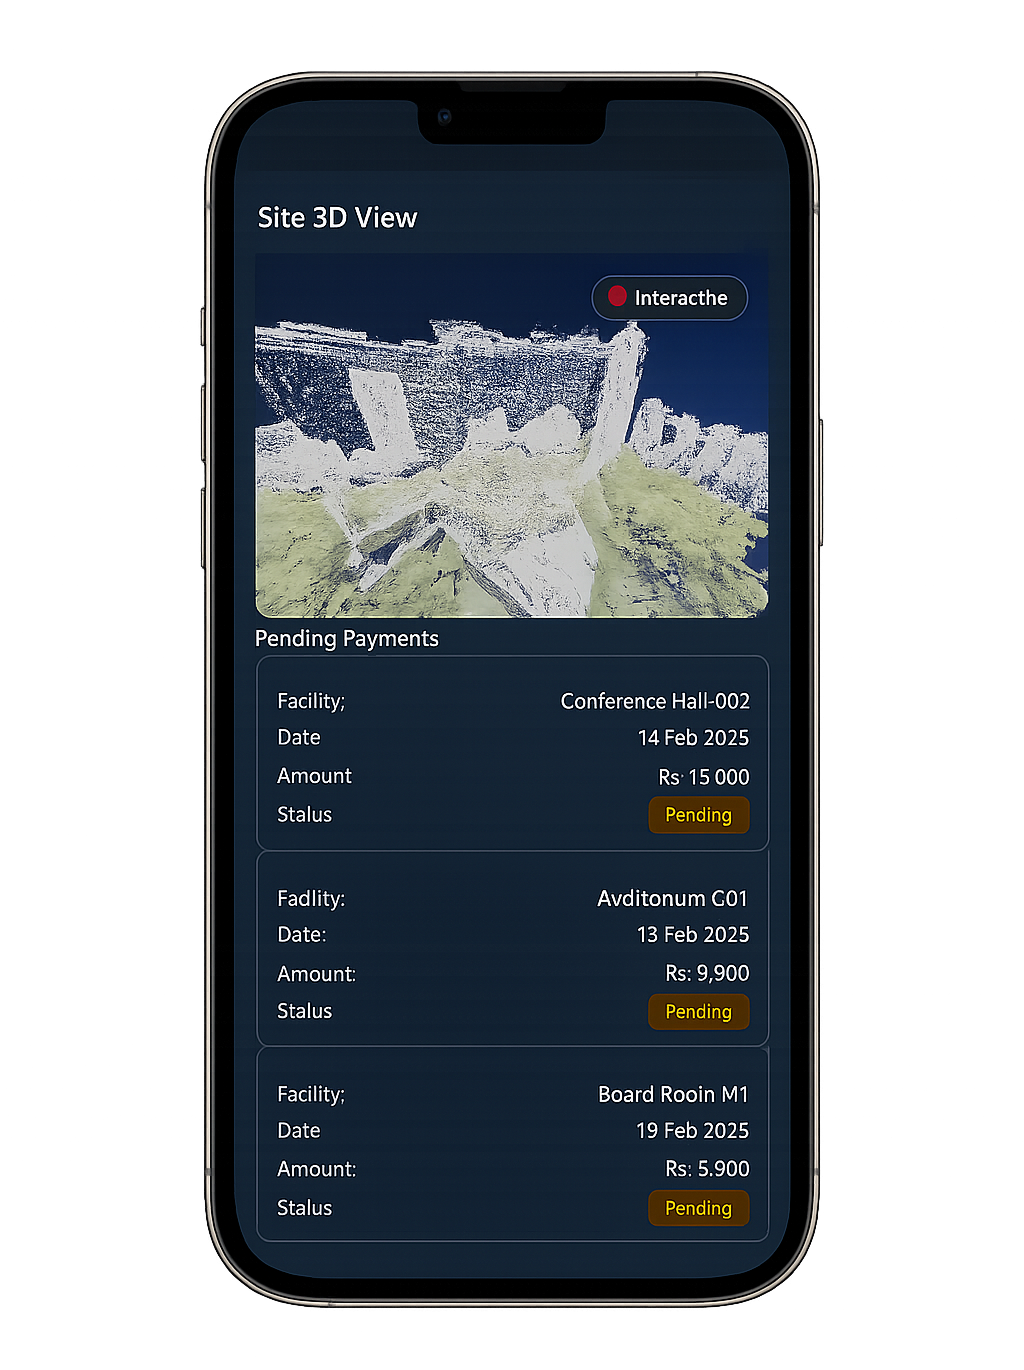 Site 3D View
Interacthe
Pending Payments
Facility; Conference Hall-002
Date 14 Feb 2025
Amount Rs· 15 000
Stalus Pending
Fadlity: Avditonum G01
Date: 13 Feb 2025
Amount: Rs: 9,900
Stalus Pending
Facility; Board Rooin M1
Date 19 Feb 2025
Amount: Rs: 5.900
Stalus Pending